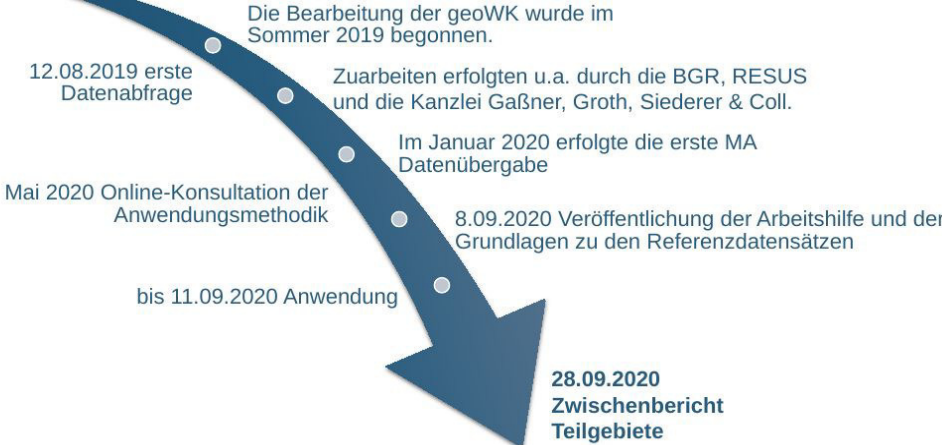 Die Bearbeitung der geoWK wurde im
Sommer 2019 begonnen.
12.08.2019 erste
Datenabfrage
Zuarbeiten erfolgten u.a. durch die BGR, RESUS
und die Kanzlei Gaßner, Groth, Siederer & Coll.
Im Januar 2020 erfolgte die erste MA
Datenübergabe
Mai 2020 Online-Konsultation der
Anwendungsmethodik
8.09.2020 Veröffentlichung der Arbeitshilfe und der
Grundlagen zu den Referenzdatensätzen
bis 11.09.2020 Anwendung
28.09.2020
Zwischenbericht
Teilgebiete